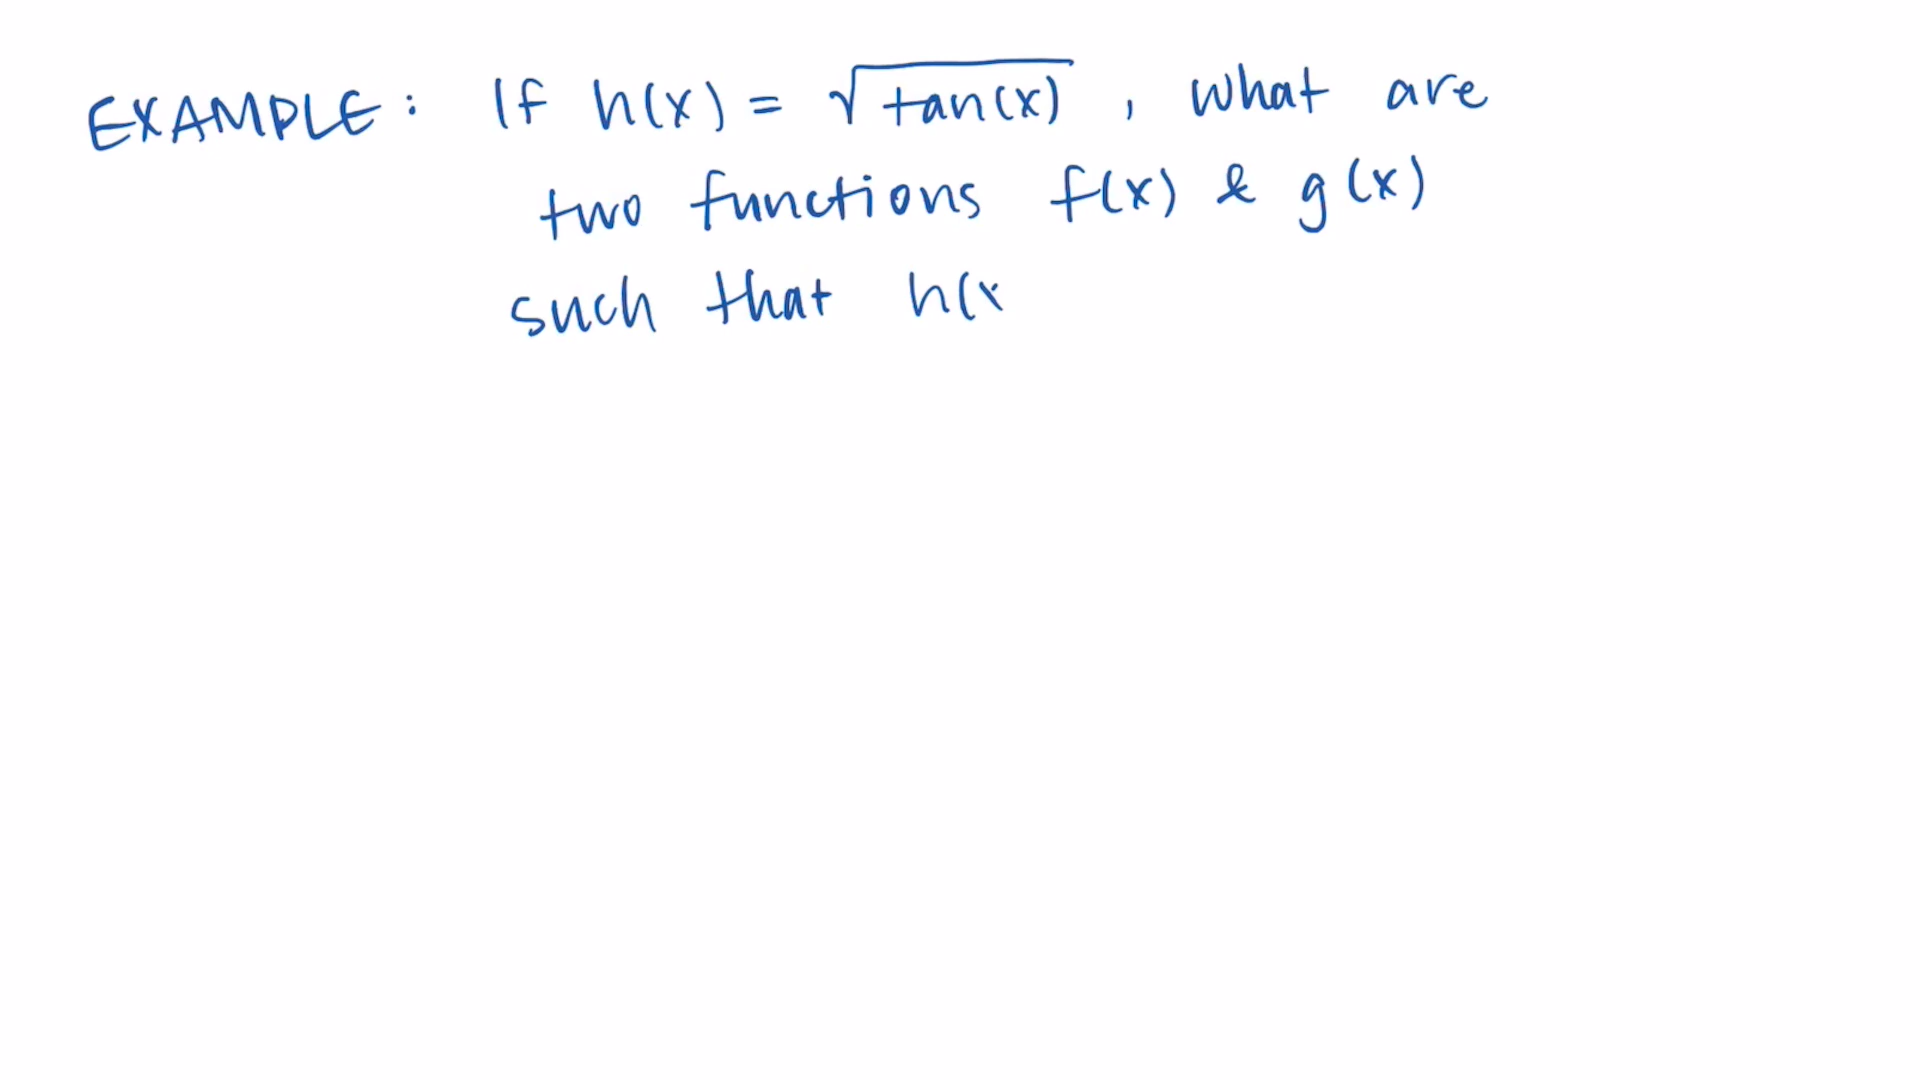 EXAMPLE: If h(x) = √tan(x) , what are
two functions f(x) & g(x)
such that h(x